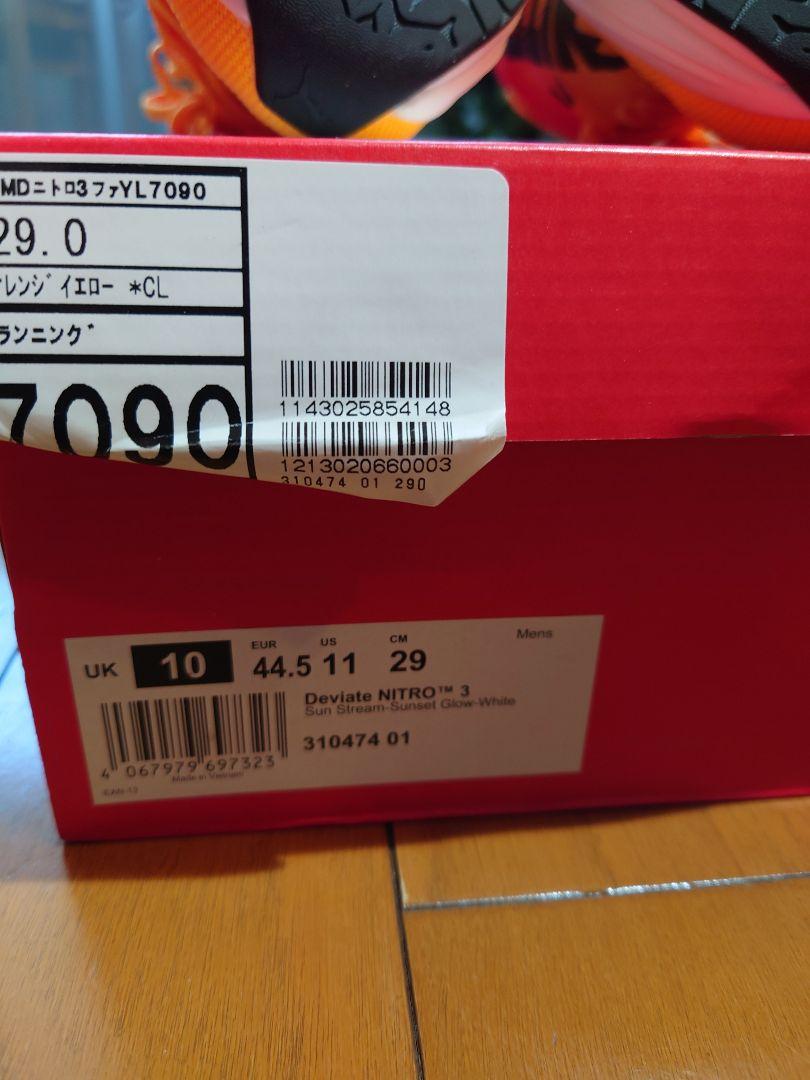 MDニトロ3ファYL7090
29.0
レンジイエロー *CL
ランニング
7090
1143025854148
1213020660003
310474 01 290
UK 10 EUR 44.5 US 11 CM 29 Mens
Deviate NITRO™ 3
Sun Stream-Sunset Glow-White
310474 01
4 067979 697323
Made in Vietnam
EAN-13